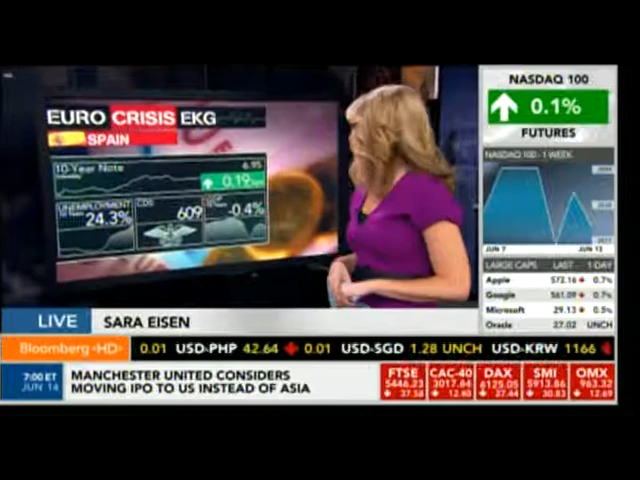 EURO CRISIS EKG
SPAIN
10-Year Note 6.95
0.19
UNEMPLOYMENT
24.3%
CDS
609
-0.4%
NASDAQ 100
0.1%
FUTURES
NASDAQ 100 - 1 WEEK
JUN 7 JUN 13
LARGE CAPS LAST 1-DAY
Apple 572.16 0.7%
Google 561.09 0.7%
Microsoft 29.13 0.5%
Oracle 27.02 UNCH
LIVE SARA EISEN
Bloomberg HD 0.01 USD-PHP 42.64 0.01 USD-SGD 1.28 UNCH USD-KRW 1166
7:00 ET
JUN 14
MANCHESTER UNITED CONSIDERS
MOVING IPO TO US INSTEAD OF ASIA
FTSE CAC-40 DAX SMI OMX
5446.23 3017.64 6125.05 5913.86 963.32
37.58 12.40 27.44 30.83 12.69